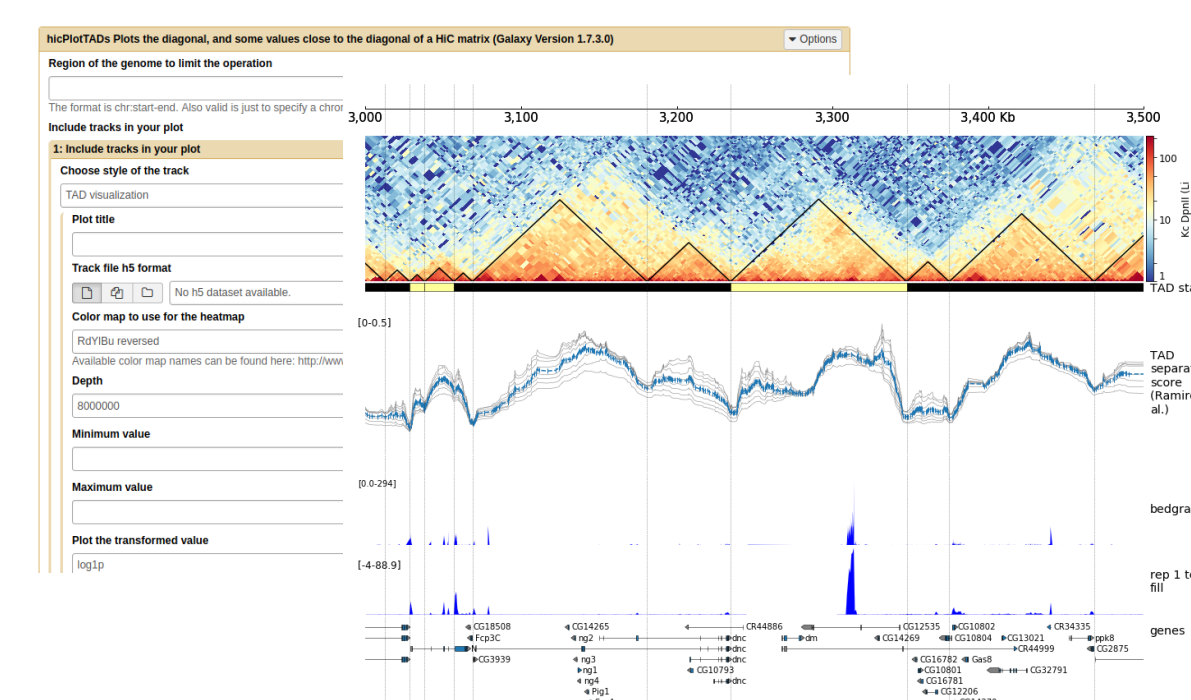 hicPlotTADs Plots the diagonal, and some values close to the diagonal of a HiC matrix (Galaxy Version 1.7.3.0)
Options
Region of the genome to limit the operation
The format is chr:start-end. Also valid is just to specify a chror
Include tracks in your plot
1: Include tracks in your plot
Choose style of the track
TAD visualization
Plot title
Track file h5 format
No h5 dataset available.
Color map to use for the heatmap
RdYlBu reversed
Available color map names can be found here: http://ww
Depth
8000000
Minimum value
Maximum value
Plot the transformed value
log1p
3,000 3,100 3,200 3,300 3,400 Kb 3,500
100
10
1
Kc DpnII (Li
TAD sta
[0-0.5]
TAD
separat
score
(Ramire
al.)
[0.0-294]
bedgra
[-4-88.9]
rep 1 te
fill
genes
CG18508 CG14265 CR44886 CG12535 CG10802 CR34335
Fcp3C ng2 dnc dm CG14269 CG10804 CG13021 ppk8
N dnc CR44999 CG2875
CG3939 ng3 dnc CG16782 Gas8
ng1 CG10793 CG10801 CG32791
ng4 dnc CG16781
Pig1 CG12206